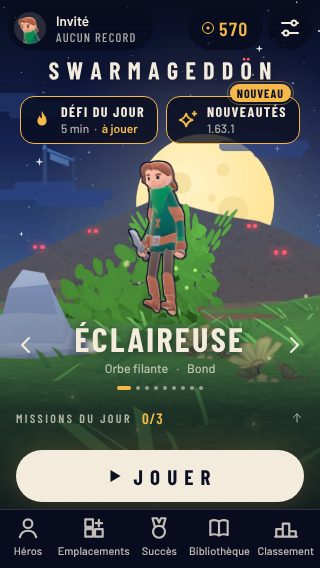 Invité
AUCUN RECORD
570
SWARMAGEDDÖN
NOUVEAU
DÉFI DU JOUR
5 min · à jouer
NOUVEAUTÉS
1.63.1
ÉCLAIREUSE
Orbe filante · Bond
MISSIONS DU JOUR 0/3
JOUER
Héros
Emplacements
Succès
Bibliothèque
Classement